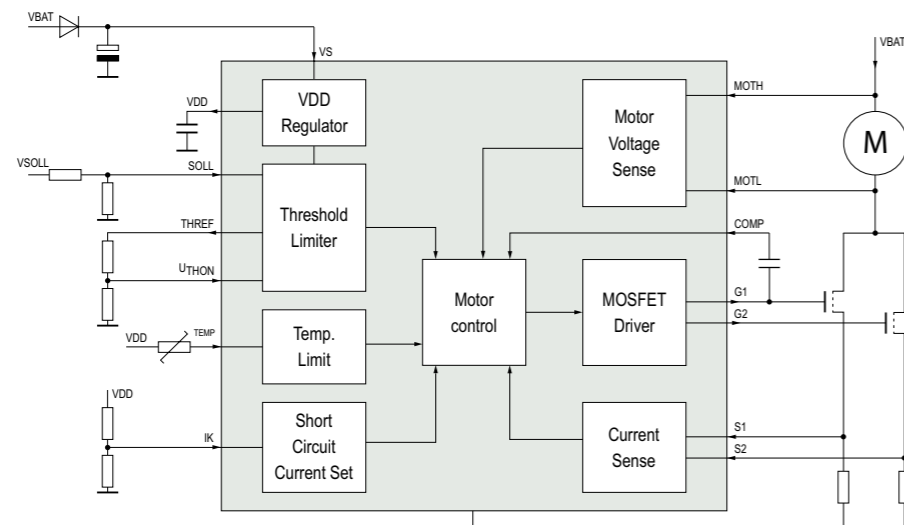 VBAT
VS
VBAT
VDD
VDD
Regulator
MOTH
Motor
Voltage
Sense
M
VSOLL
SOLL
MOTL
THREF
Threshold
Limiter
COMP
UTHON
Motor
control
MOSFET
Driver
G1
G2
VDD
TEMP
Temp.
Limit
VDD
Short
Circuit
Current Set
IK
Current
Sense
S1
S2